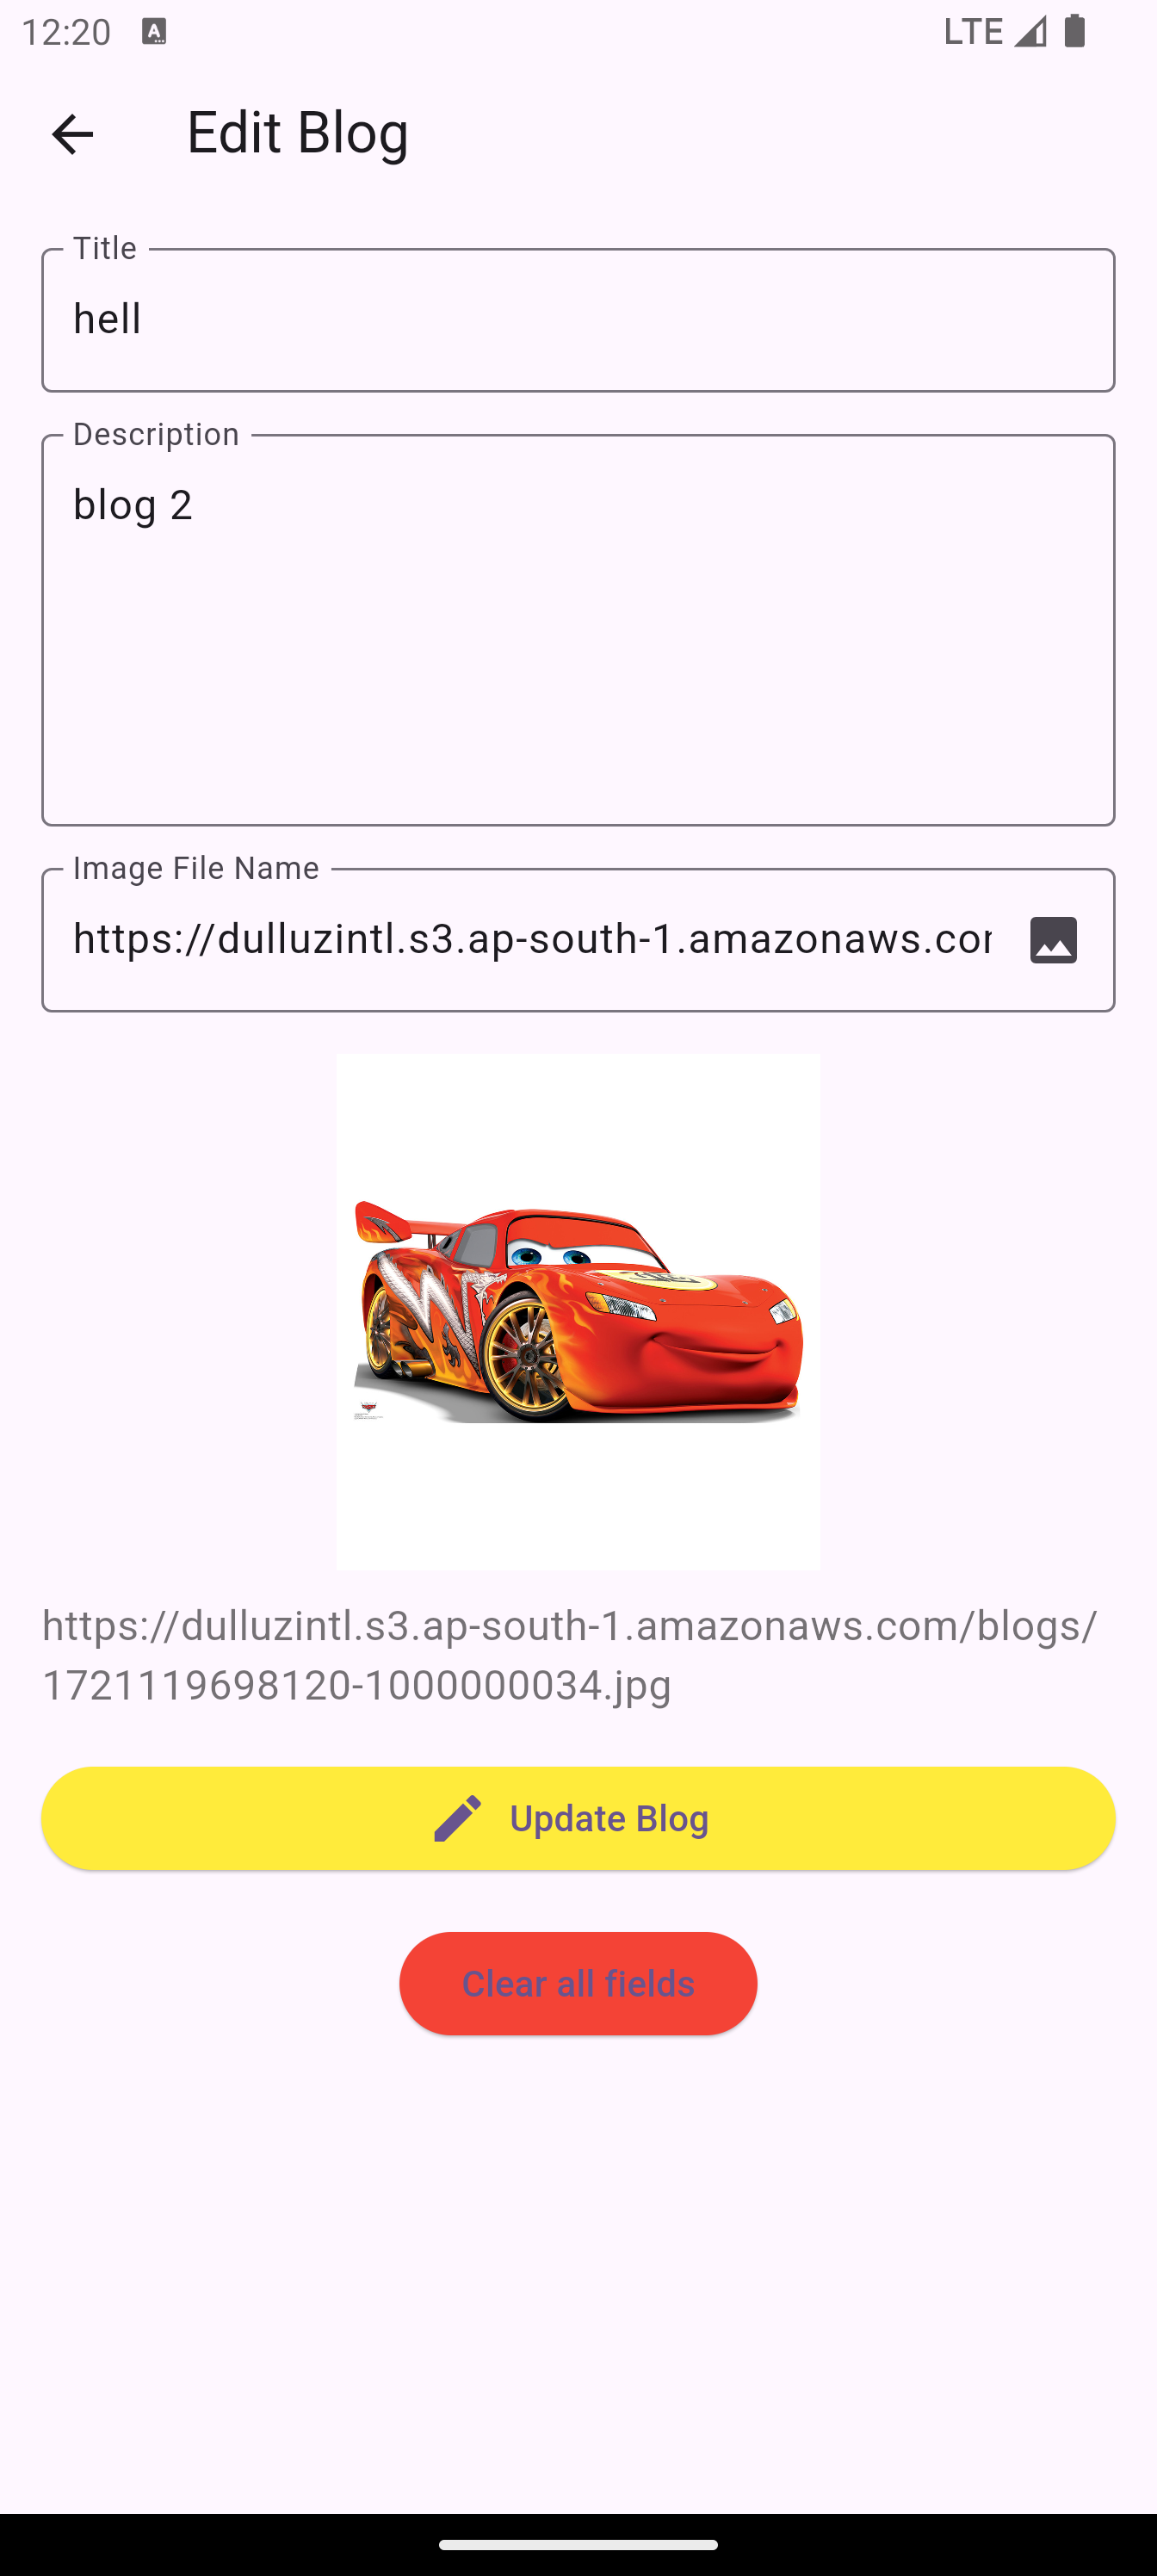 12:20
LTE
Edit Blog
Title
hell
Description
blog 2
Image File Name
https://dulluzintl.s3.ap-south-1.amazonaws.com
https://dulluzintl.s3.ap-south-1.amazonaws.com/blogs/
1721119698120-1000000034.jpg
Update Blog
Clear all fields